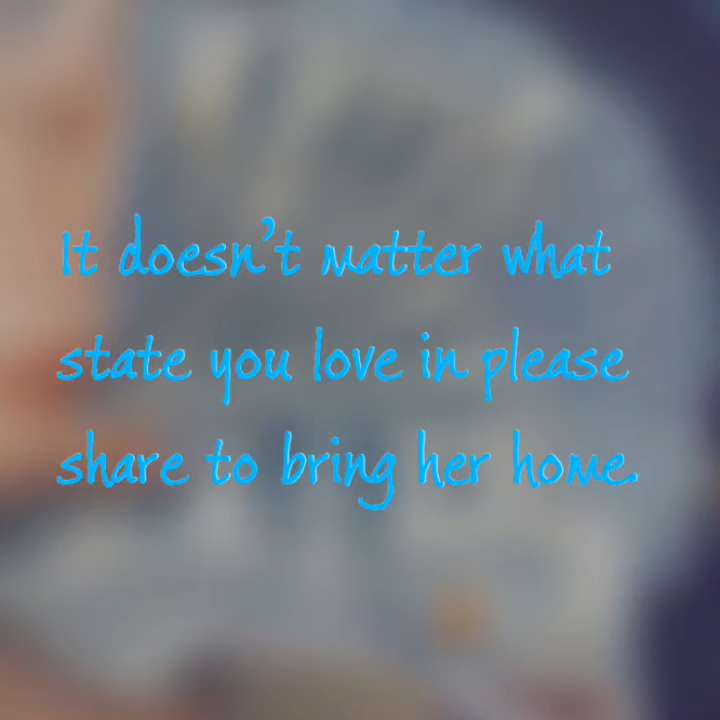 It doesn't matter what
state you love in please
share to bring her home.